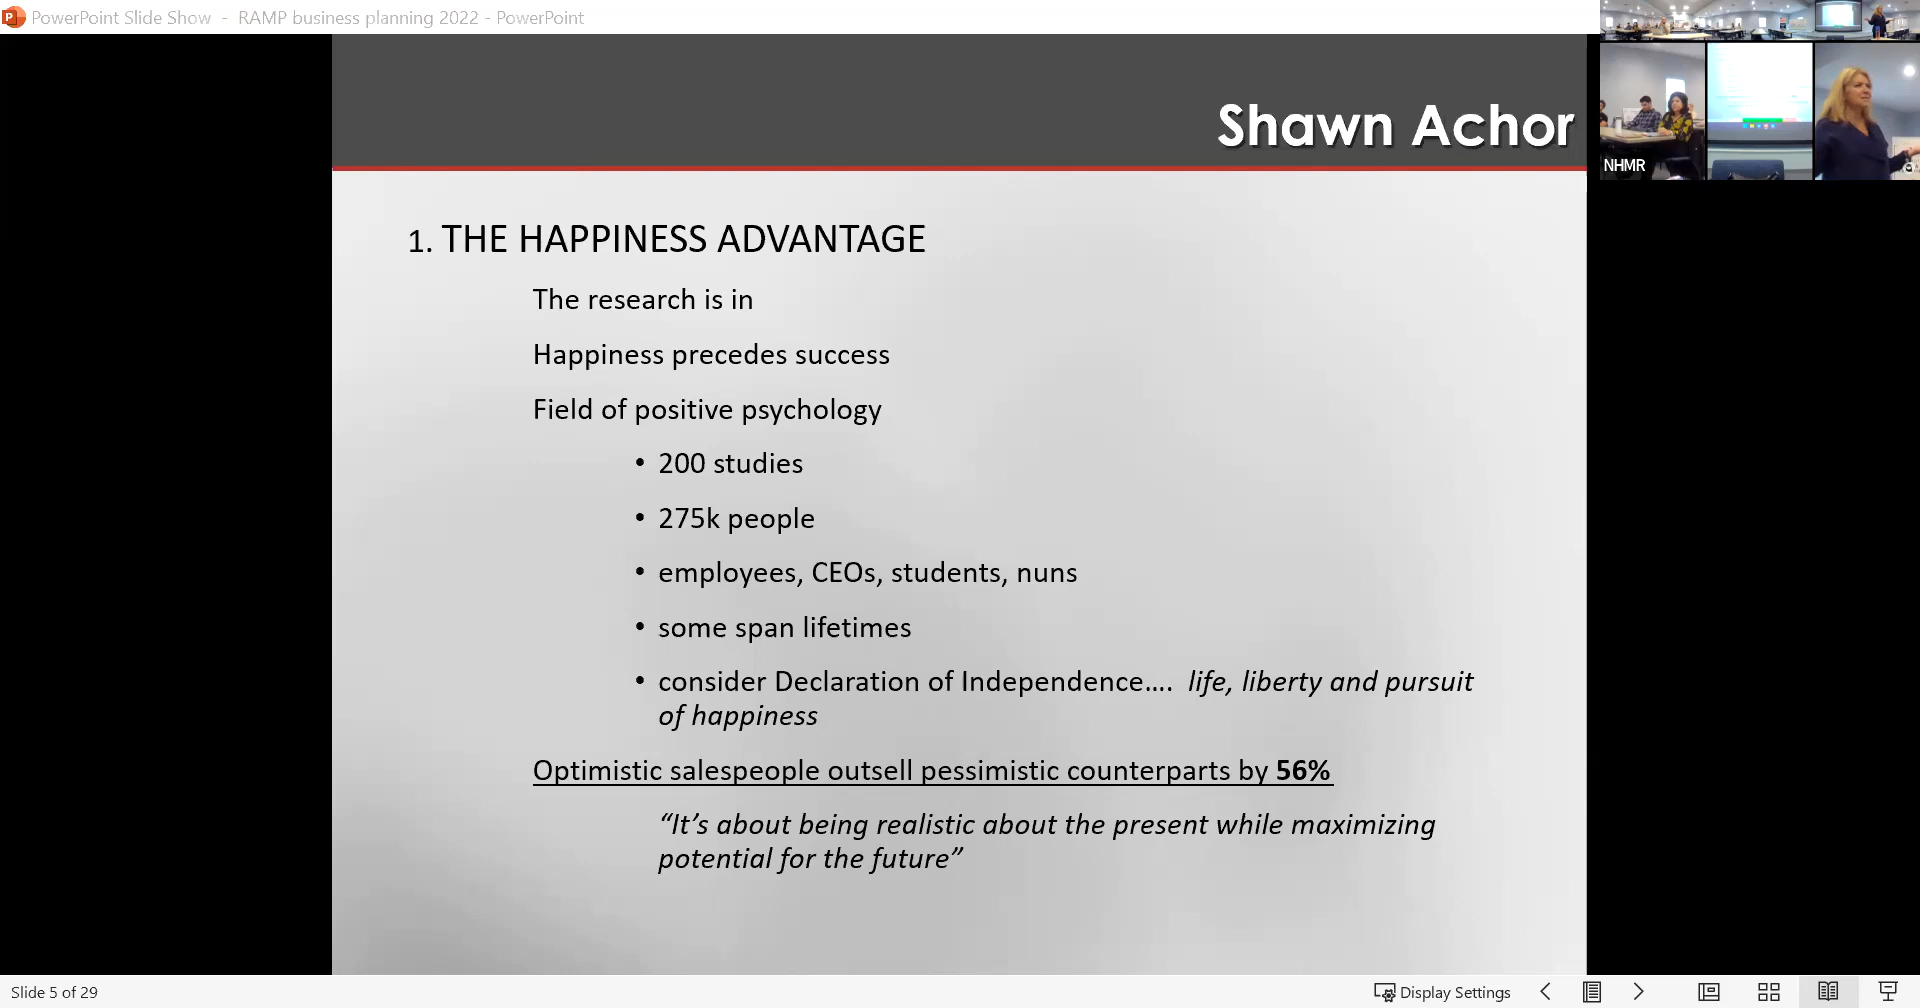 PowerPoint Slide Show - RAMP business planning 2022 - PowerPoint
Shawn Achor
NHMR
1. THE HAPPINESS ADVANTAGE
The research is in
Happiness precedes success
Field of positive psychology
• 200 studies
• 275k people
• employees, CEOs, students, nuns
• some span lifetimes
• consider Declaration of Independence…. life, liberty and pursuit
of happiness
Optimistic salespeople outsell pessimistic counterparts by 56%
“It’s about being realistic about the present while maximizing
potential for the future”
Slide 5 of 29
Display Settings